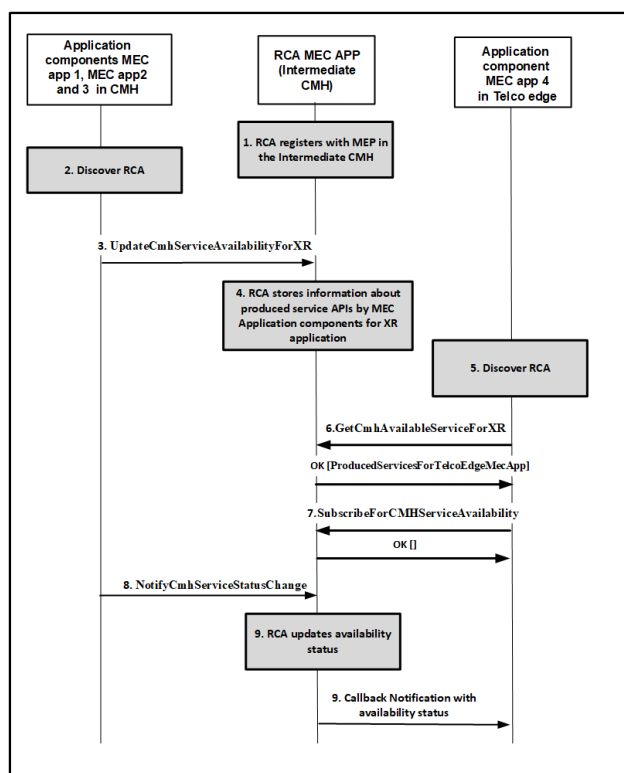 Application
components MEC
app 1, MEC app2
and 3 in CMH
RCA MEC APP
(Intermediate
CMH)
Application
component
MEC app 4
in Telco edge
1. RCA registers with MEP in
the Intermediate CMH
2. Discover RCA
3. UpdateCmhServiceAvailabilityForXR
4. RCA stores information about
produced service APIs by MEC
Application components for XR
application
5. Discover RCA
6.GetCmhAvailableServiceForXR
OK [ProducedServicesForTelcoEdgeMecApp]
7.SubscribeForCMHServiceAvailability
OK []
8. NotifyCmhServiceStatusChange
9. RCA updates availability
status
9. Callback Notification with
availability status